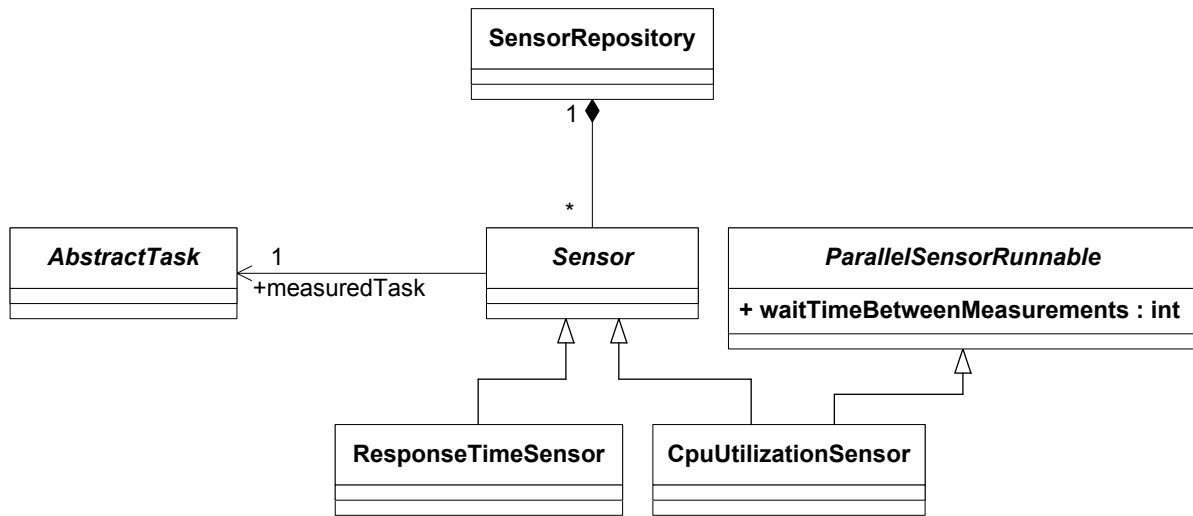 SensorRepository
1
*
AbstractTask
1
+measuredTask
Sensor
ParallelSensorRunnable
+ waitTimeBetweenMeasurements : int
ResponseTimeSensor
CpuUtilizationSensor